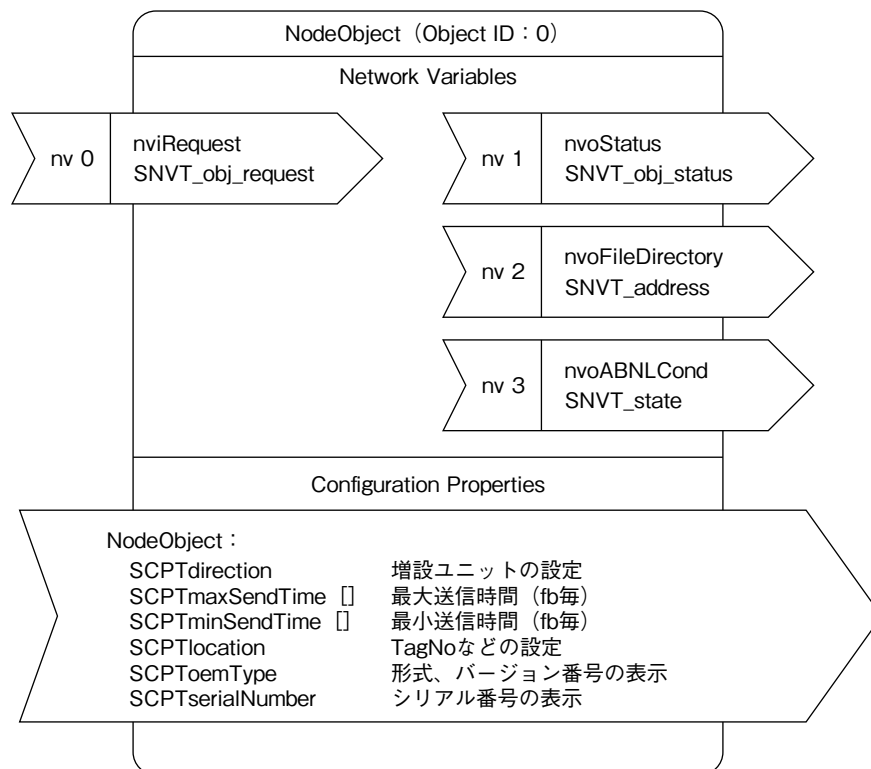 NodeObject（Object ID：0）
Network Variables
nv 0
nviRequest
SNVT_obj_request
nv 1
nvoStatus
SNVT_obj_status
nv 2
nvoFileDirectory
SNVT_address
nv 3
nvoABNLCond
SNVT_state
Configuration Properties
NodeObject：
SCPTdirection 増設ユニットの設定
SCPTmaxSendTime [] 最大送信時間（fb毎）
SCPTminSendTime [] 最小送信時間（fb毎）
SCPTlocation TagNoなどの設定
SCPToemType 形式、バージョン番号の表示
SCPTserialNumber シリアル番号の表示